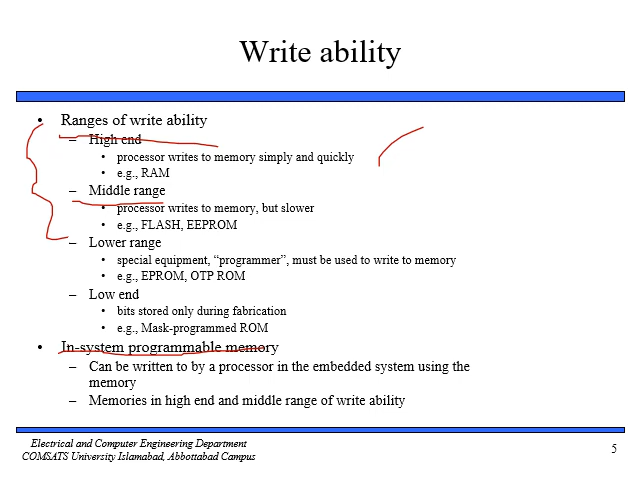 Write ability
• Ranges of write ability
– High end
• processor writes to memory simply and quickly
• e.g., RAM
– Middle range
• processor writes to memory, but slower
• e.g., FLASH, EEPROM
– Lower range
• special equipment, “programmer”, must be used to write to memory
• e.g., EPROM, OTP ROM
– Low end
• bits stored only during fabrication
• e.g., Mask-programmed ROM
• In-system programmable memory
– Can be written to by a processor in the embedded system using the
memory
– Memories in high end and middle range of write ability
Electrical and Computer Engineering Department
COMSATS University Islamabad, Abbottabad Campus
5